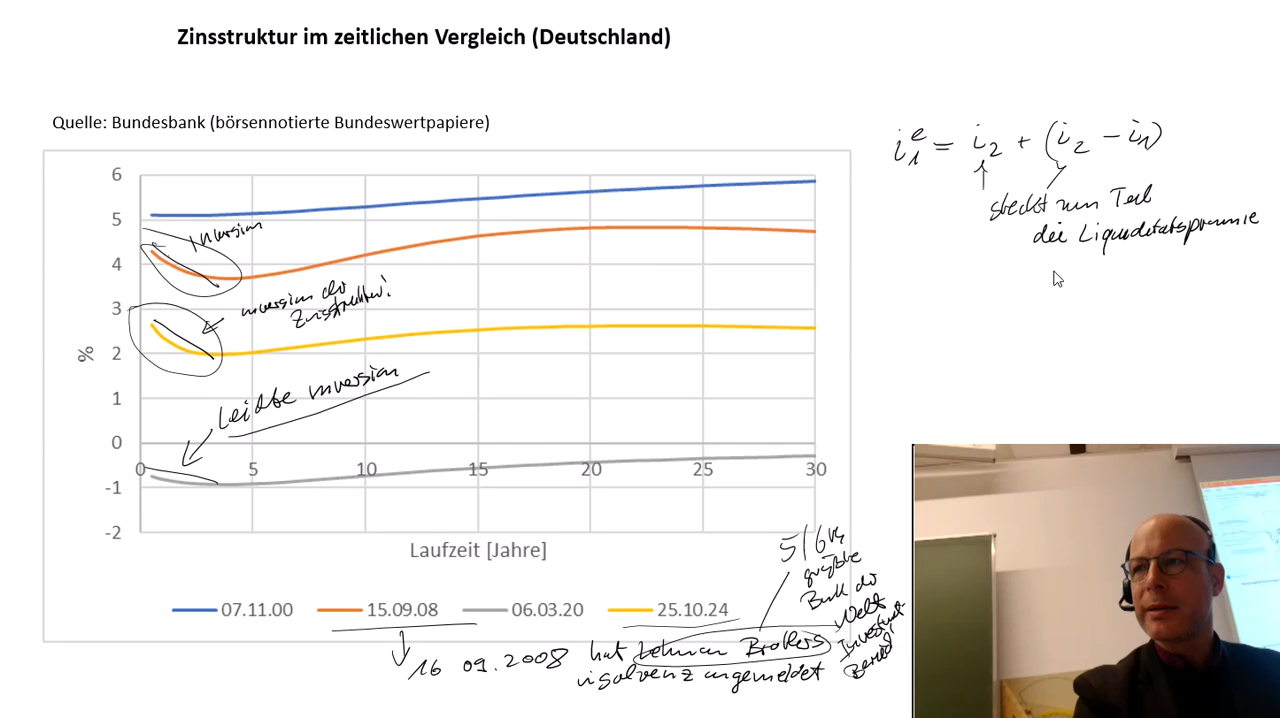 Zinsstruktur im zeitlichen Vergleich (Deutschland)
Quelle: Bundesbank (börsennotierte Bundeswertpapiere)
i₁ᵉ = i₂ + (i₂ − i₁)
steckt zum Teil
die Liquiditätsprämie
6
5
4
3
2
1
0
-1
-2
%
Inversion
inversion der
Zinsstruktur!
Leichte inversion
0 5 10 15 20 25 30
Laufzeit [Jahre]
07.11.00 15.09.08 06.03.20 25.10.24
16 09.2008 hat Lehman Brothers
insolvenz angemeldet
größte
Bank der
Welt